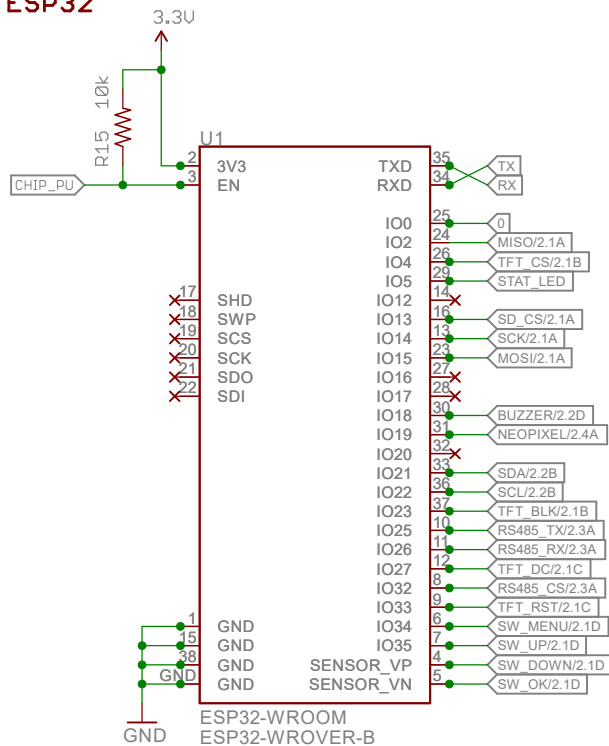 ESP32
3.3V
10k
R15
U1
2 3V3
3 EN
CHIP_PU
17 SHD
18 SWP
19 SCS
20 SCK
21 SDO
22 SDI
1 GND
15 GND
38 GND
GND GND
GND
TXD 35 TX
RXD 34 RX
IO0 25 0
IO2 24 MISO/2.1A
IO4 26 TFT_CS/2.1B
IO5 29 STAT_LED
IO12 14
IO13 16 SD_CS/2.1A
IO14 13 SCK/2.1A
IO15 23 MOSI/2.1A
IO16 27
IO17 28
IO18 30 BUZZER/2.2D
IO19 31 NEOPIXEL/2.4A
IO20 32
IO21 33 SDA/2.2B
IO22 36 SCL/2.2B
IO23 37 TFT_BLK/2.1B
IO25 10 RS485_TX/2.3A
IO26 11 RS485_RX/2.3A
IO27 12 TFT_DC/2.1C
IO32 8 RS485_CS/2.3A
IO33 9 TFT_RST/2.1C
IO34 6 SW_MENU/2.1D
IO35 7 SW_UP/2.1D
SENSOR_VP 4 SW_DOWN/2.1D
SENSOR_VN 5 SW_OK/2.1D
ESP32-WROOM
ESP32-WROVER-B